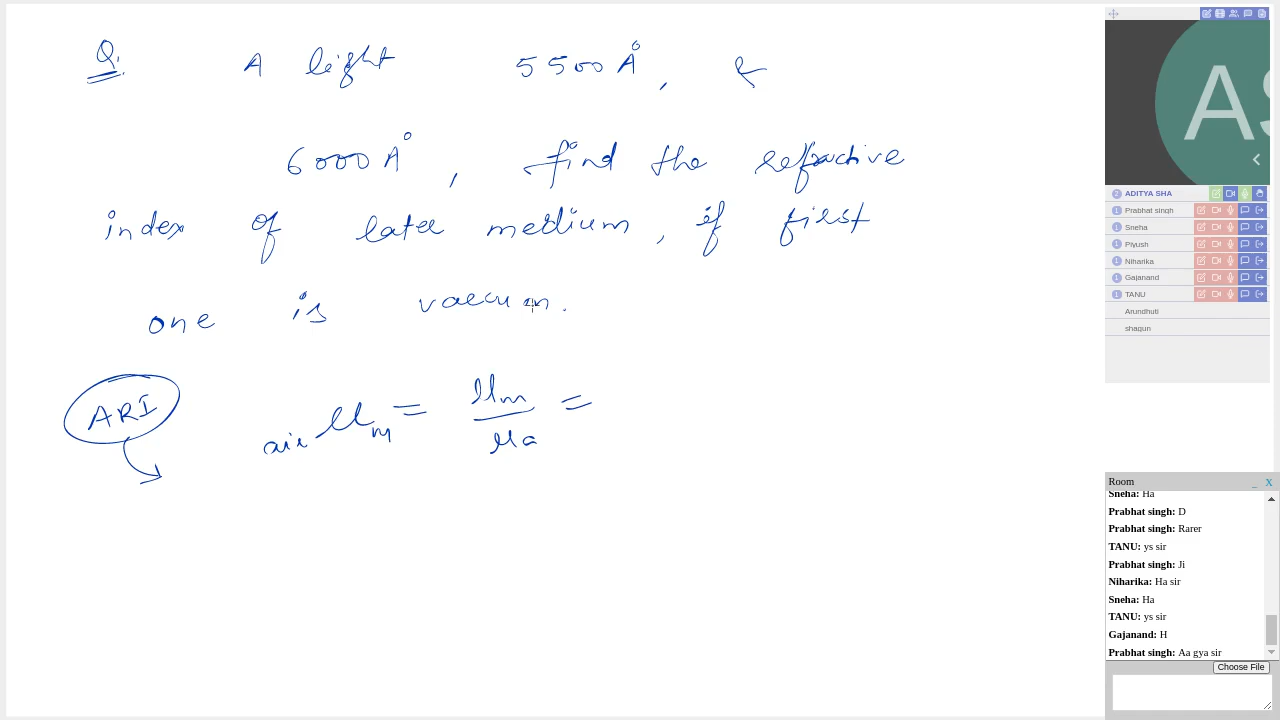 Q.
A light 5500 Å, &
6000 Å, find the refractive
index of later medium, if first
one is vacuum.
ARI
air μm = μm/μa =
AS
ADITYA SHA
Prabhat singh
Sneha
Piyush
Niharika
Gajanand
TANU
Arundhuti
shagun
Room _ X
Sneha: Ha
Prabhat singh: D
Prabhat singh: Rarer
TANU: ys sir
Prabhat singh: Ji
Niharika: Ha sir
Sneha: Ha
TANU: ys sir
Gajanand: H
Prabhat singh: Aa gya sir
Choose File